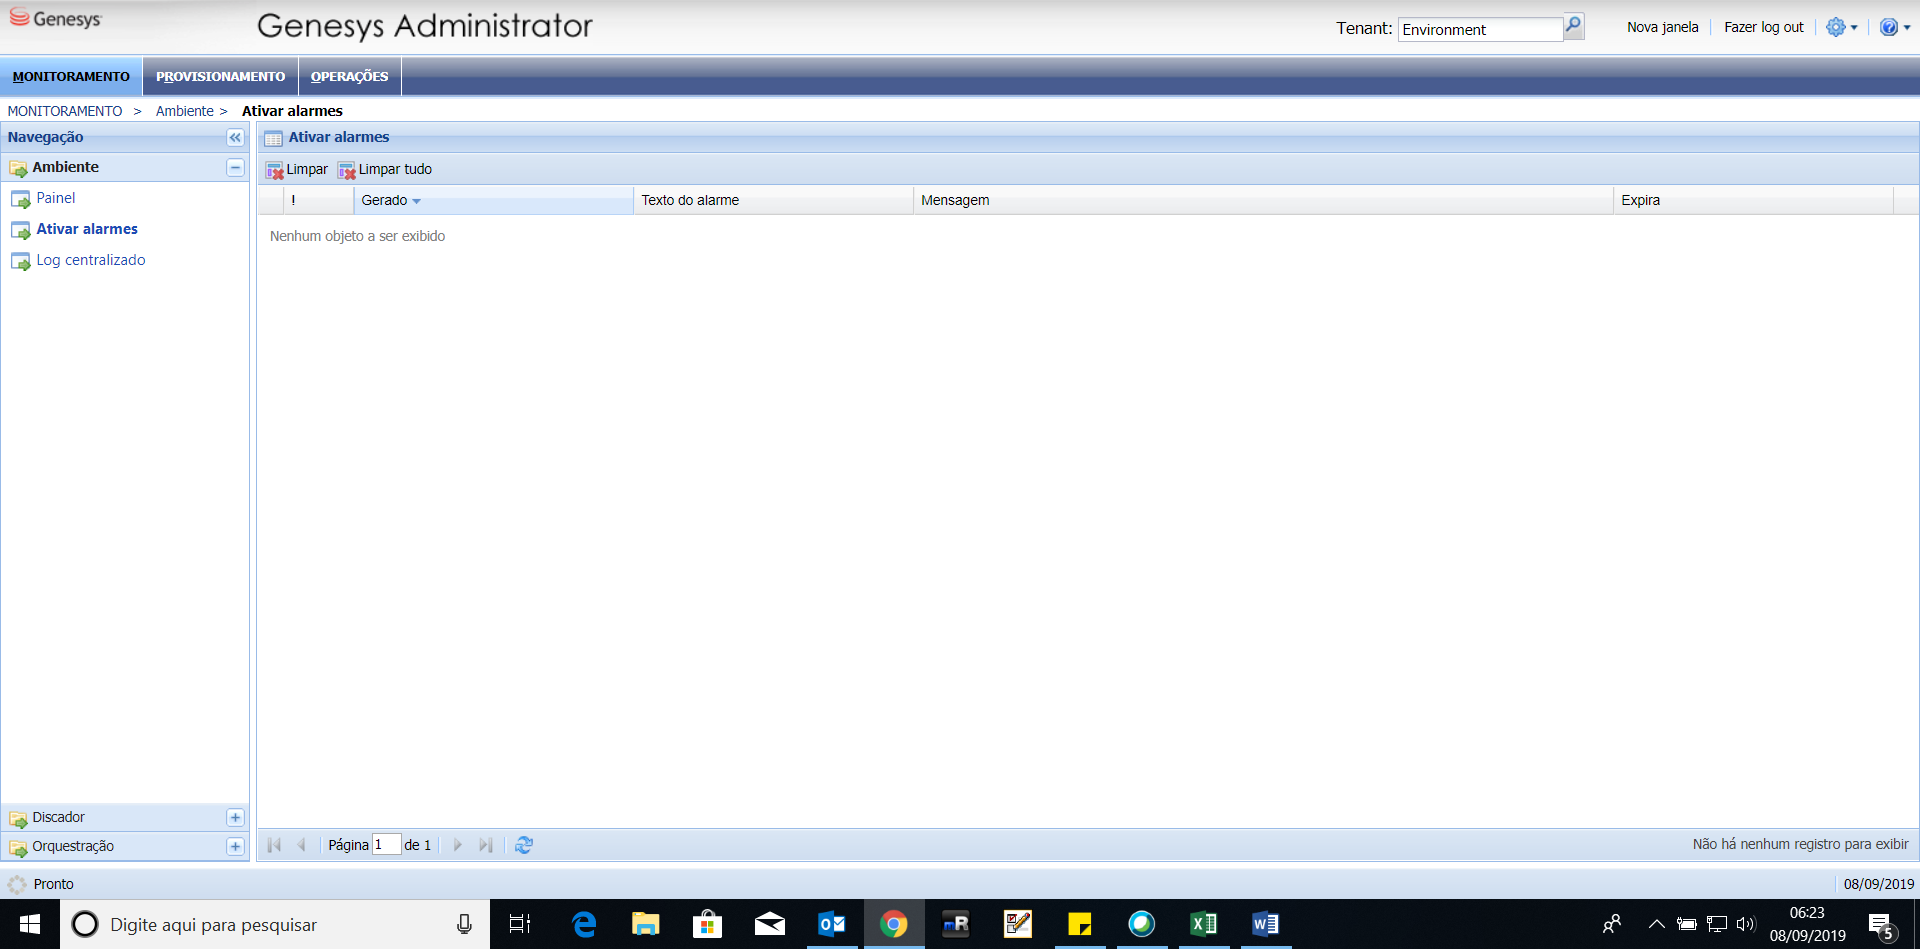 Genesys
Genesys Administrator
Tenant: Environment
Nova janela
Fazer log out
MONITORAMENTO
PROVISIONAMENTO
OPERAÇÕES
MONITORAMENTO > Ambiente > Ativar alarmes
Navegação
Ambiente
Painel
Ativar alarmes
Log centralizado
Discador
Orquestração
Ativar alarmes
Limpar
Limpar tudo
! Gerado Texto do alarme Mensagem Expira
Nenhum objeto a ser exibido
Página 1 de 1
Não há nenhum registro para exibir
Pronto
08/09/2019
Digite aqui para pesquisar
mR
06:23
08/09/2019
5